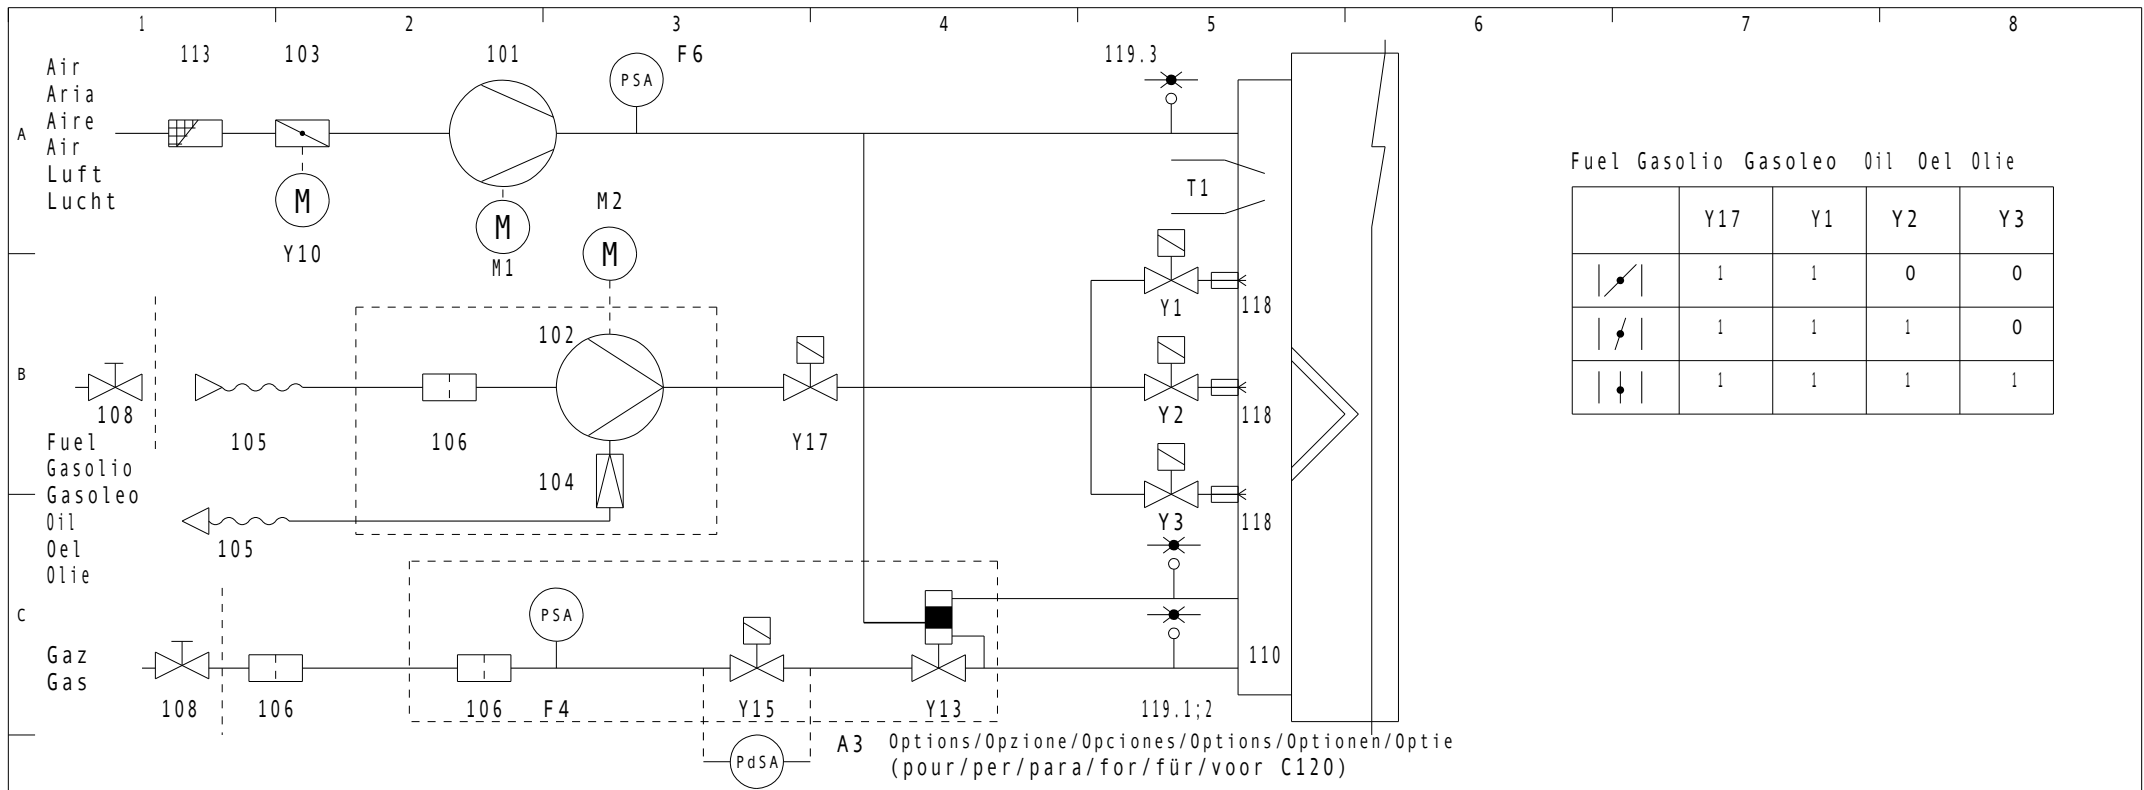 1 2 3 4 5 6 7 8
113 103 101 F6 119.3
Air
Aria
Aire
Air
Luft
Lucht
A
PSA
M
Y10
M
M1
M2
M
T1
Fuel Gasolio Gasoleo Oil Oel Olie
Y17 Y1 Y2 Y3
1 1 0 0
1 1 1 0
1 1 1 1
B
108
105
102
106
104
Y17
Y1
118
Y2
118
Y3
118
Fuel
Gasolio
Gasoleo
Oil
Oel
Olie
105
C
PSA
Gaz
Gas
110
108 106 106 F4 Y15 Y13 119.1;2
PdSA
A3 Options/Opzione/Opciones/Options/Optionen/Optie
(pour/per/para/for/für/voor C120)